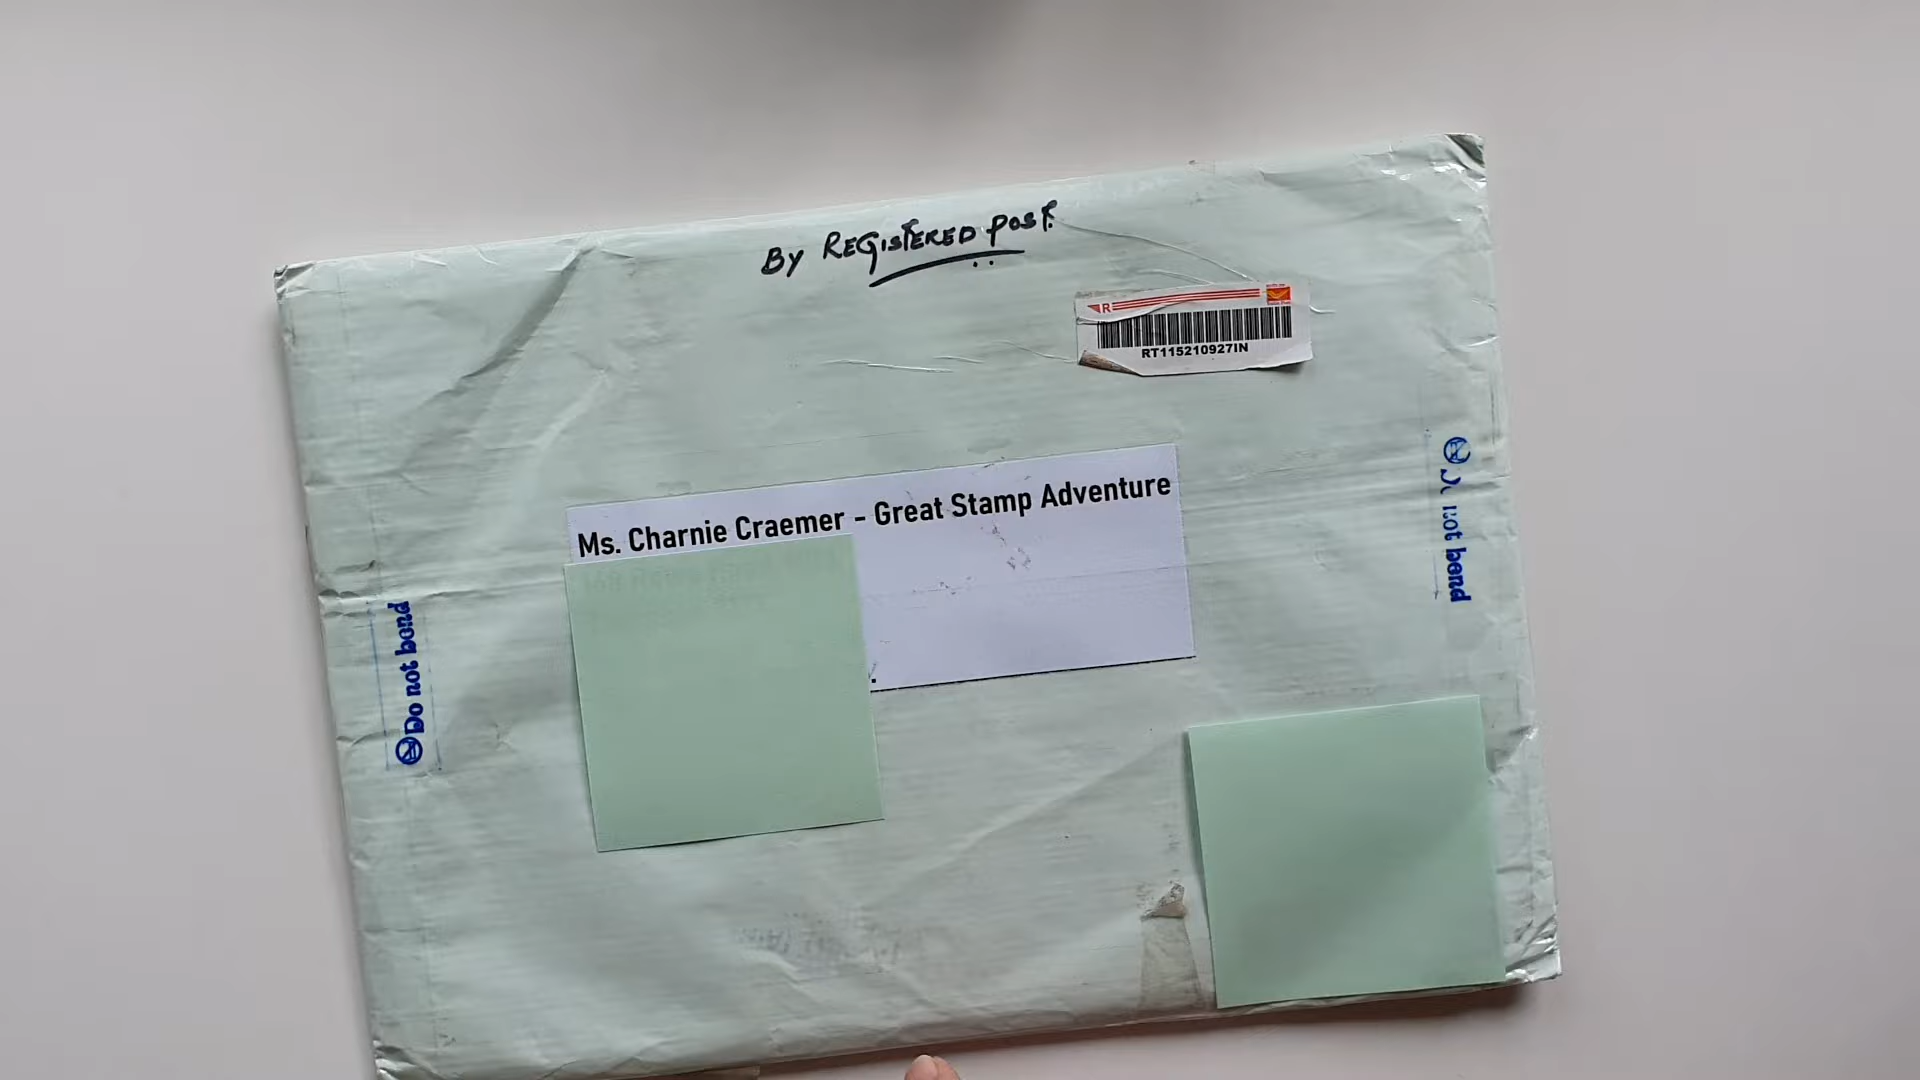 BY REGISTERED POST.
R
RT115210927IN
Ms. Charnie Craemer - Great Stamp Adventure
Do not bend
not bend